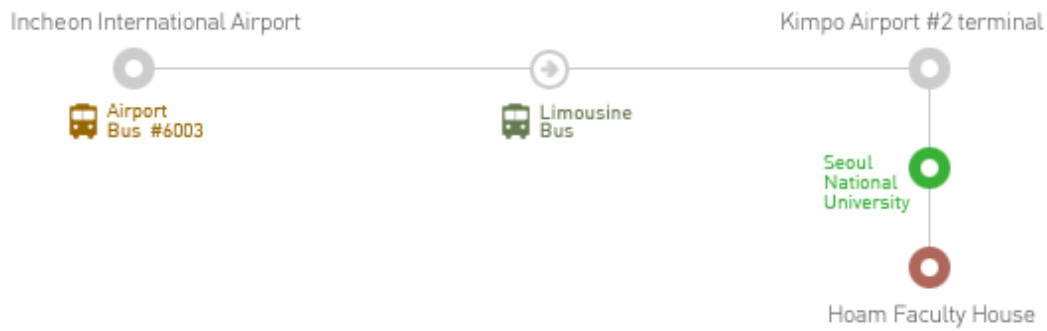 Incheon International Airport
Kimpo Airport #2 terminal
Airport
Bus #6003
Limousine
Bus
Seoul
National
University
Hoam Faculty House